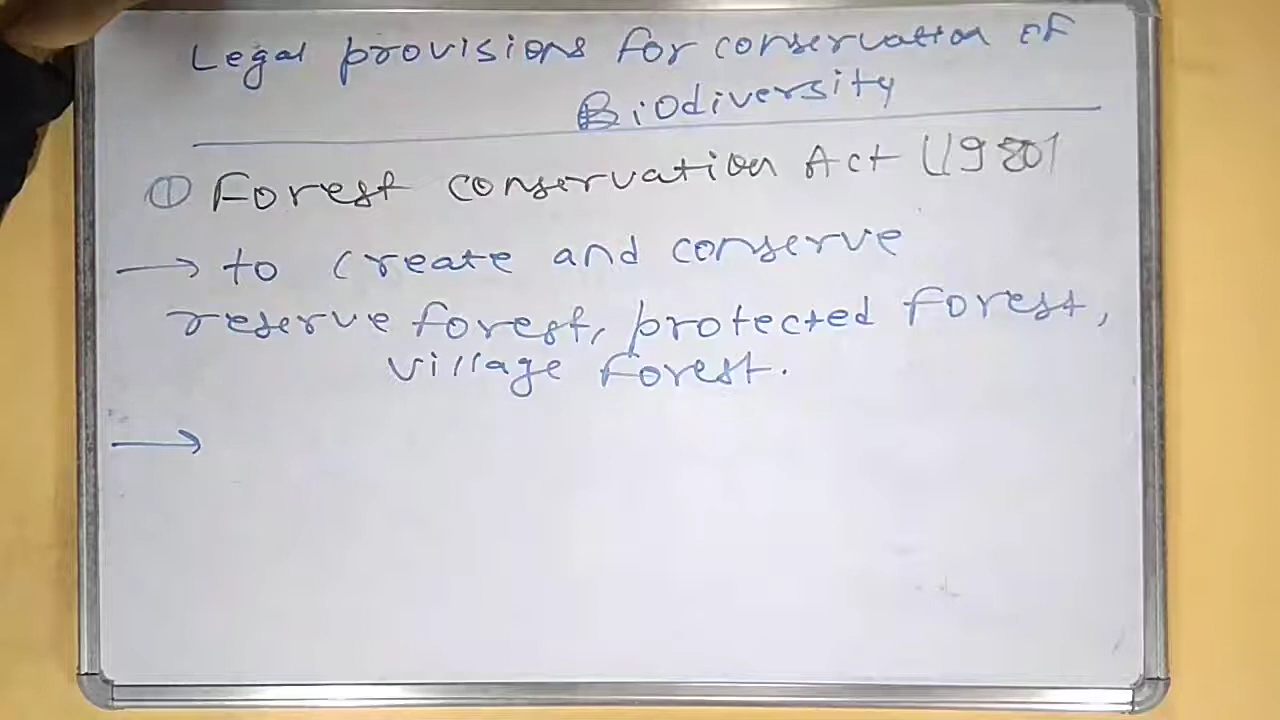 Legal provisions for conservation of
Biodiversity
① Forest conservation Act (1980)
→ to create and conserve
reserve forest, protected forest,
village forest.
→